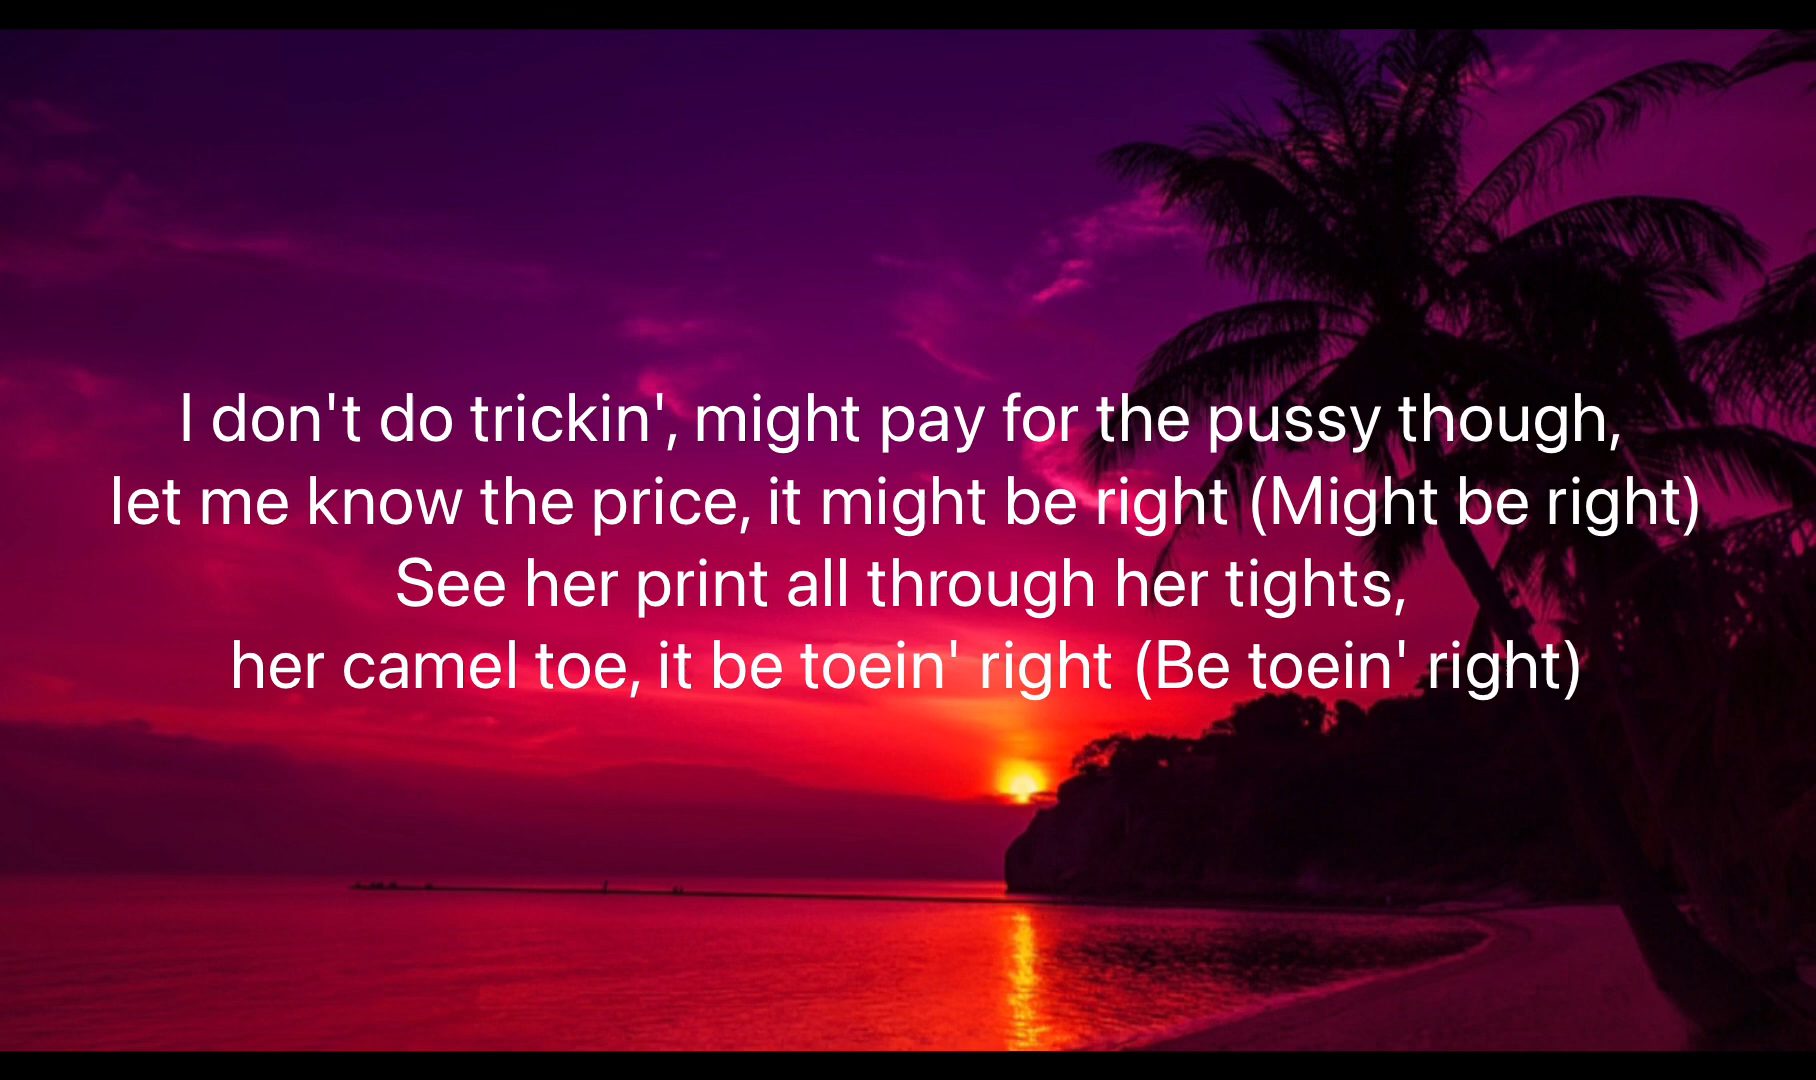 I don't do trickin', might pay for the pussy though,
let me know the price, it might be right (Might be right)
See her print all through her tights,
her camel toe, it be toein' right (Be toein' right)